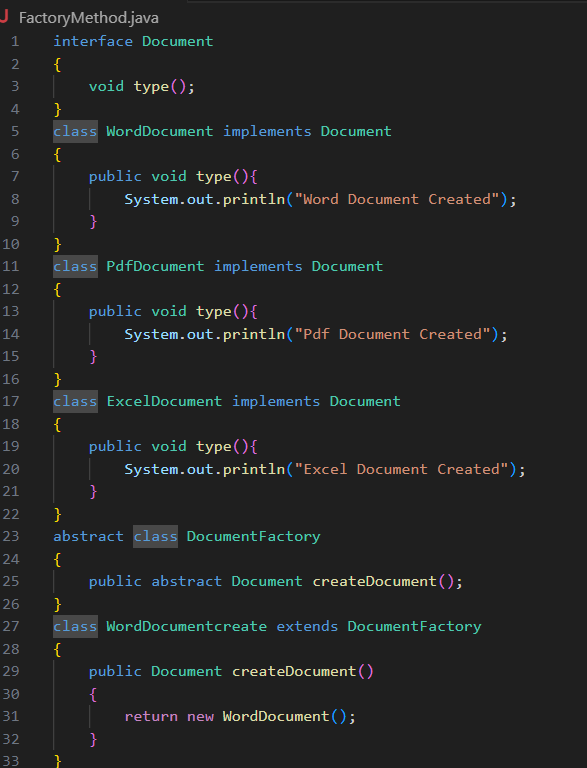 FactoryMethod.java
1 interface Document
2 {
3 void type();
4 }
5 class WordDocument implements Document
6 {
7 public void type(){
8 System.out.println("Word Document Created");
9 }
10 }
11 class PdfDocument implements Document
12 {
13 public void type(){
14 System.out.println("Pdf Document Created");
15 }
16 }
17 class ExcelDocument implements Document
18 {
19 public void type(){
20 System.out.println("Excel Document Created");
21 }
22 }
23 abstract class DocumentFactory
24 {
25 public abstract Document createDocument();
26 }
27 class WordDocumentcreate extends DocumentFactory
28 {
29 public Document createDocument()
30 {
31 return new WordDocument();
32 }
33 }